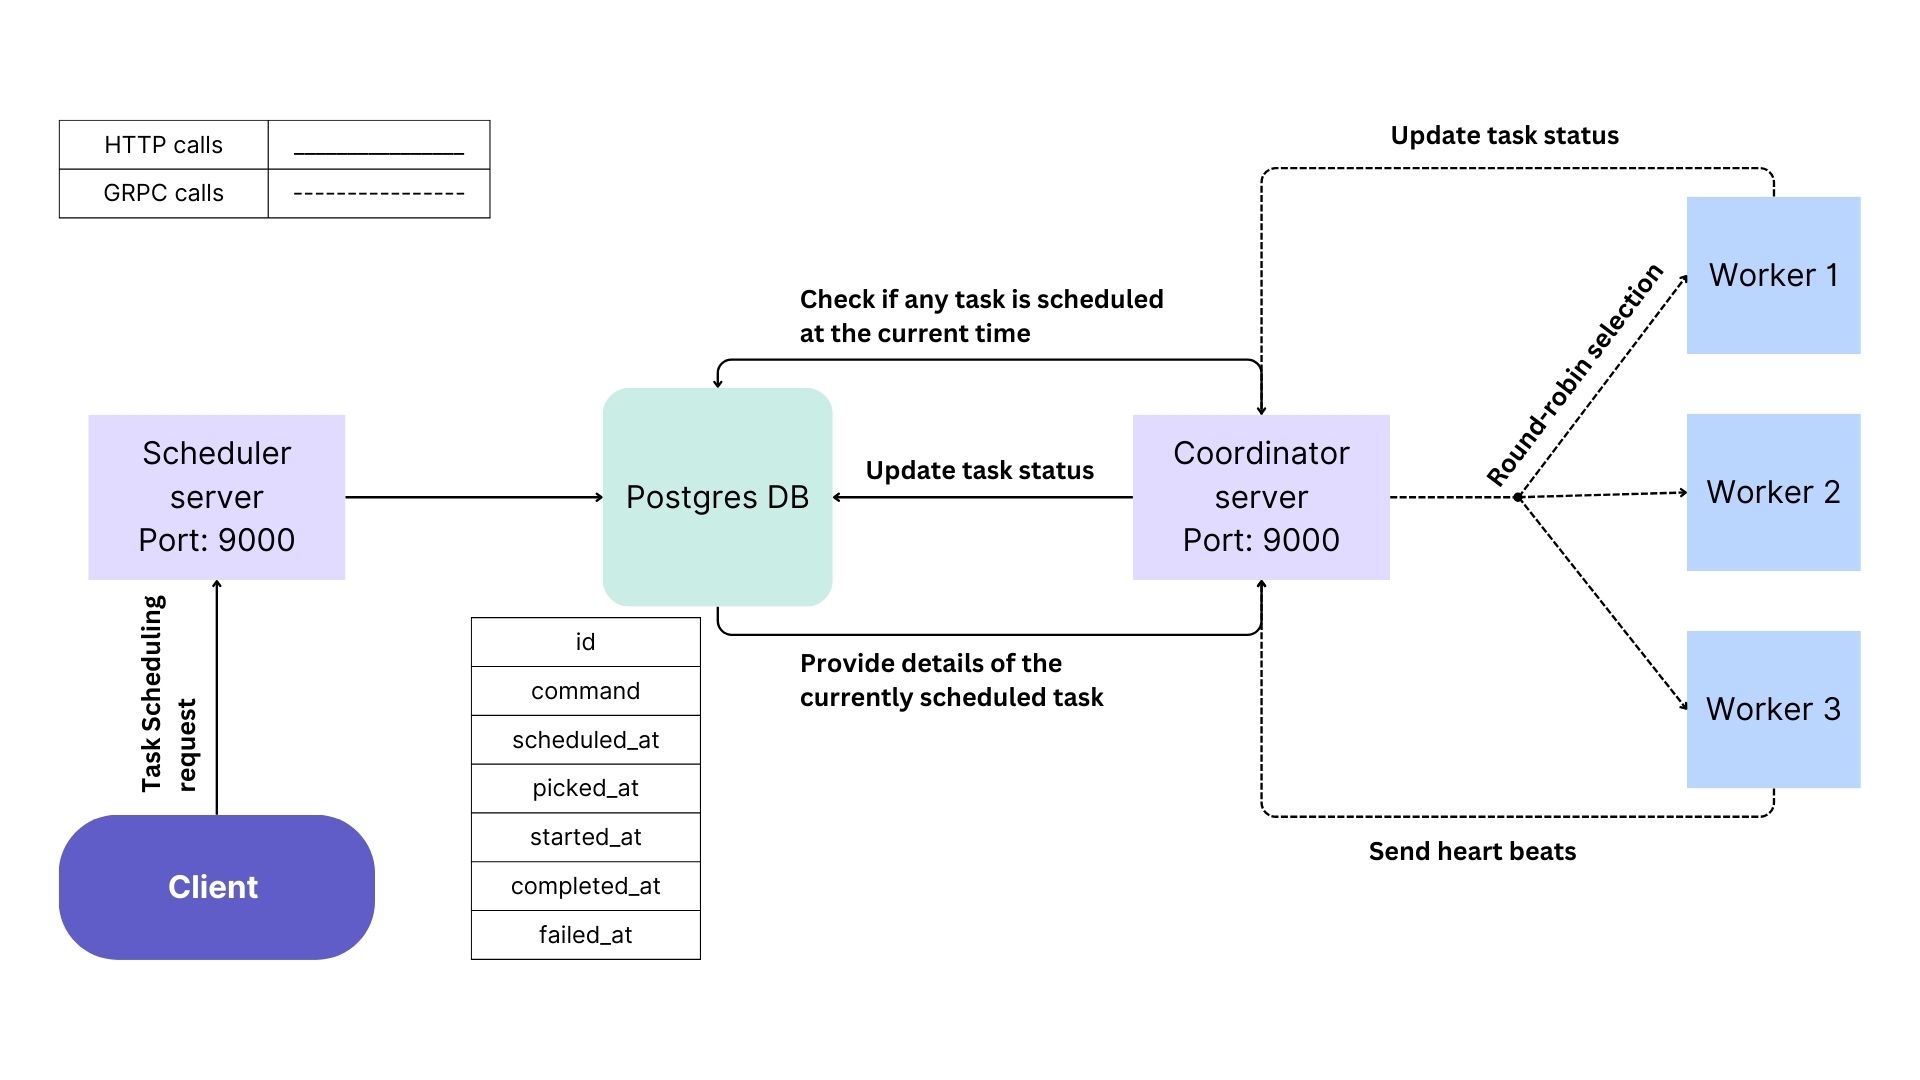 HTTP calls
GRPC calls
Update task status
Worker 1
Round-robin selection
Check if any task is scheduled
at the current time
Scheduler
server
Port: 9000
Postgres DB
Update task status
Coordinator
server
Port: 9000
Worker 2
Worker 3
Task Scheduling
request
Provide details of the
currently scheduled task
id
command
scheduled_at
picked_at
started_at
completed_at
failed_at
Client
Send heart beats